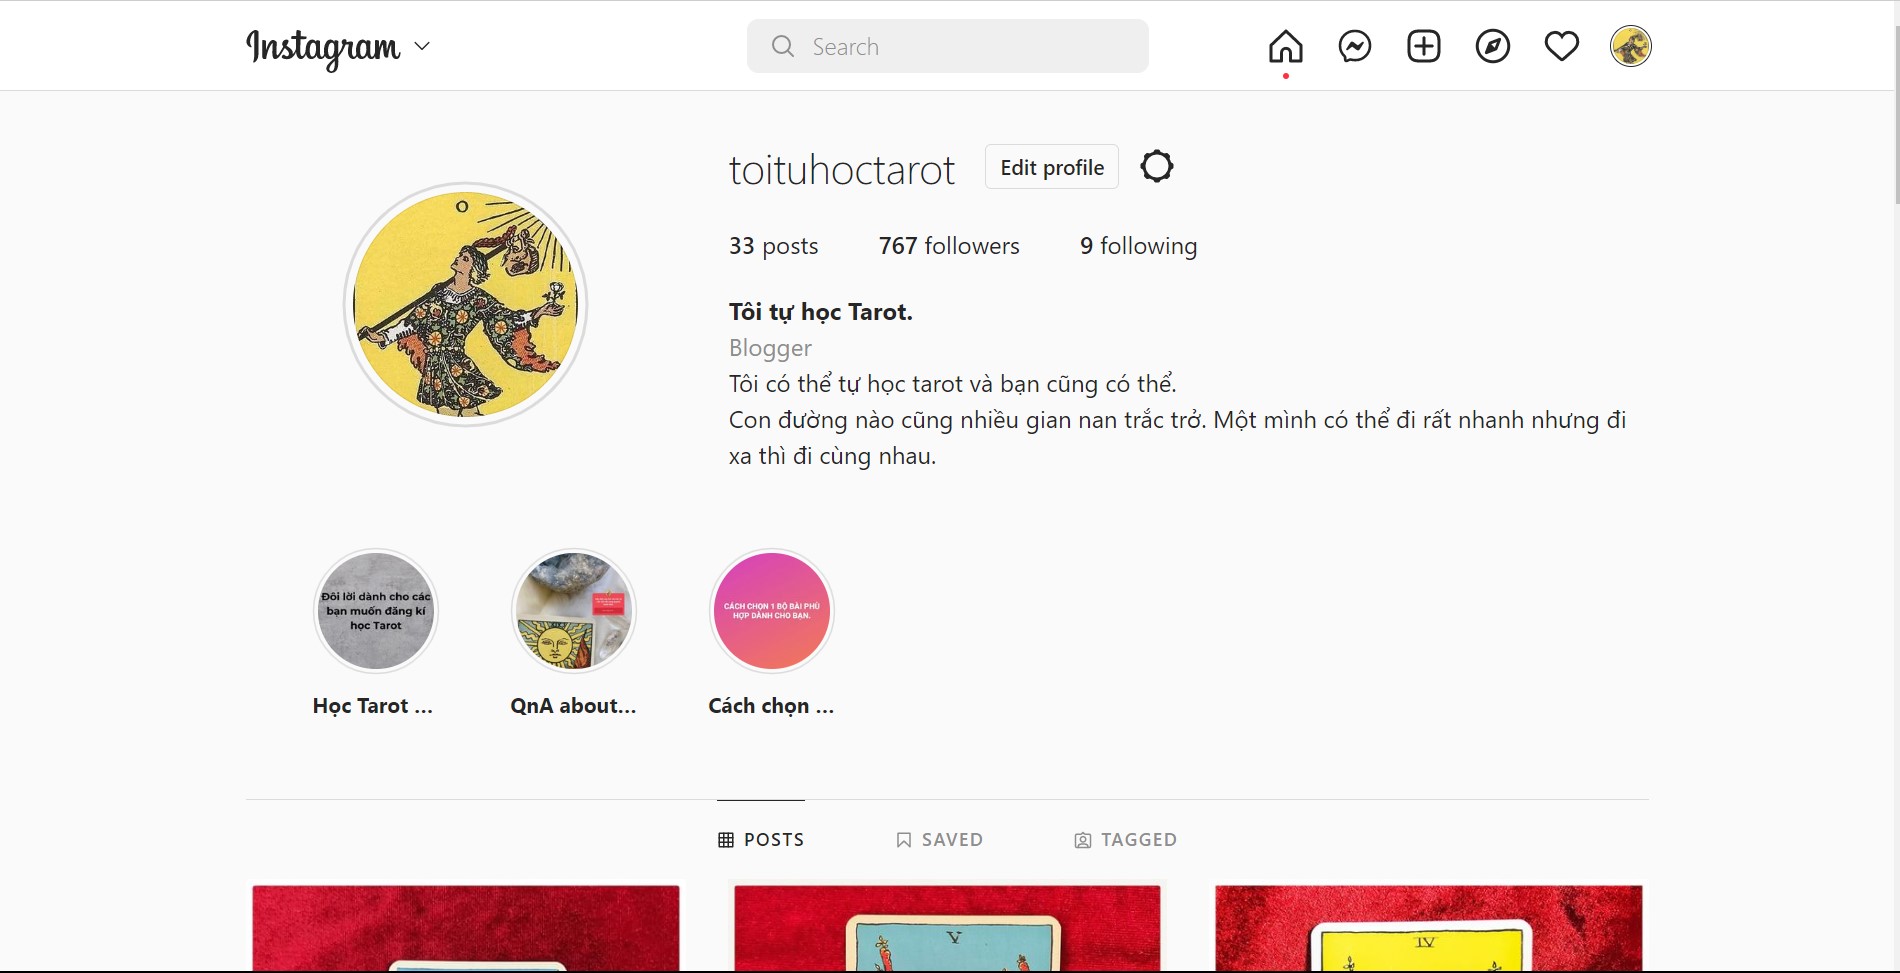 Instagram
Search
toituhoctarot Edit profile
33 posts 767 followers 9 following
Tôi tự học Tarot.
Blogger
Tôi có thể tự học tarot và bạn cũng có thể.
Con đường nào cũng nhiều gian nan trắc trở. Một mình có thể đi rất nhanh nhưng đi
xa thì đi cùng nhau.
0
Đôi lời dành cho các
bạn muốn đăng kí
học Tarot
CÁCH CHỌN 1 BỘ BÀI PHÙ
HỢP DÀNH CHO BẠN.
Học Tarot ... QnA about... Cách chọn ...
POSTS SAVED TAGGED
V IV